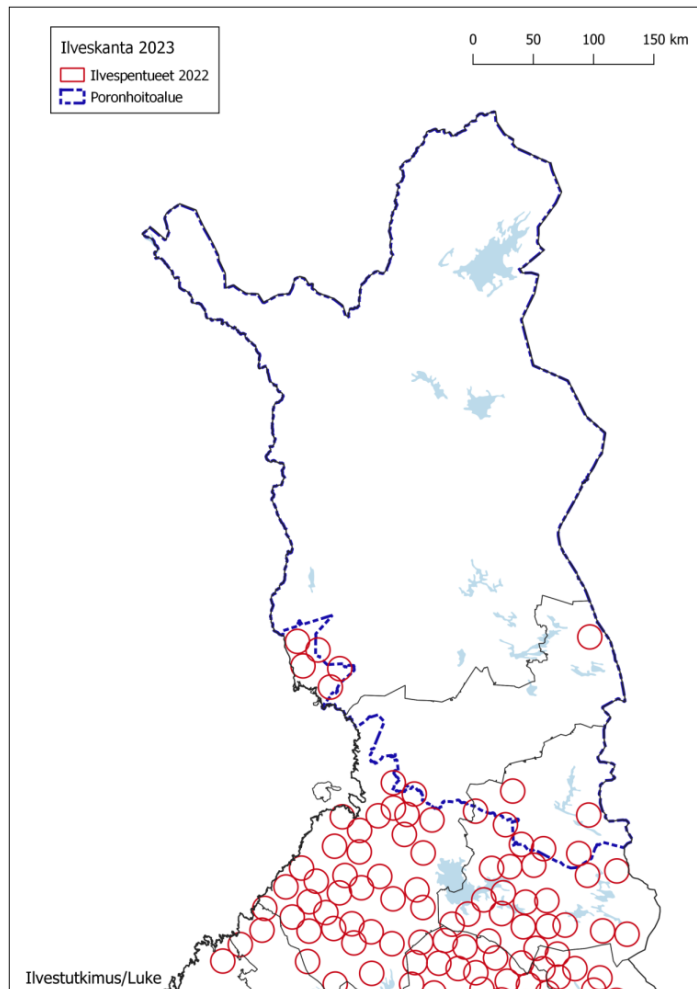 Ilveskanta 2023
Ilvespentueet 2022
Poronhoitoalue
0 50 100 150 km
Ilvestutkimus/Luke